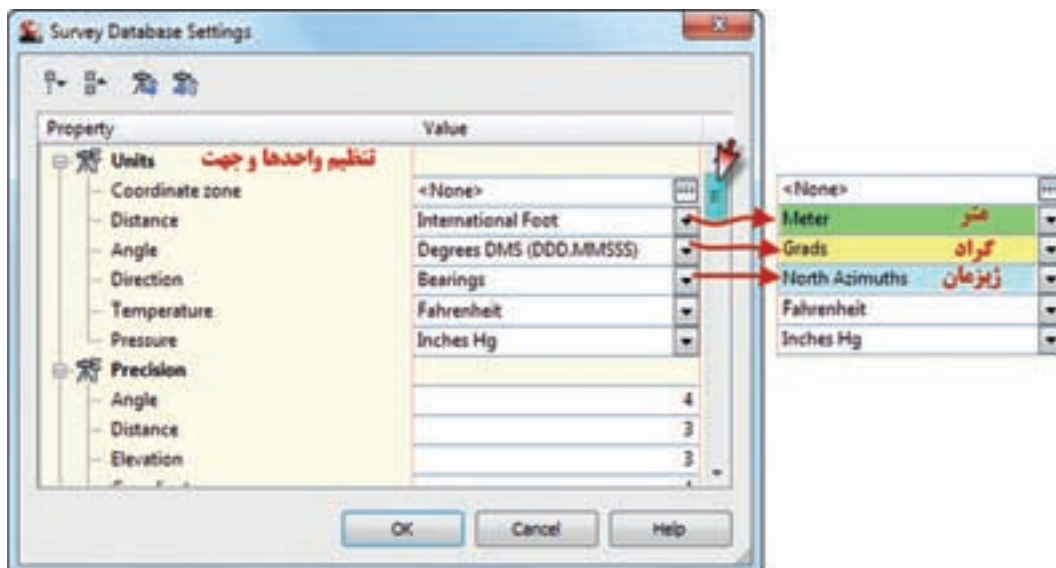 Survey Database Settings
Property Value
Units تنظیم واحدها و جهت
Coordinate zone <None> <None>
Distance International Foot Meter متر
Angle Degrees DMS (DDD.MMSSS) Grads گراد
Direction Bearings North Azimuths ژیزمان
Temperature Fahrenheit Fahrenheit
Pressure Inches Hg Inches Hg
Precision
Angle 4
Distance 3
Elevation 3
OK Cancel Help